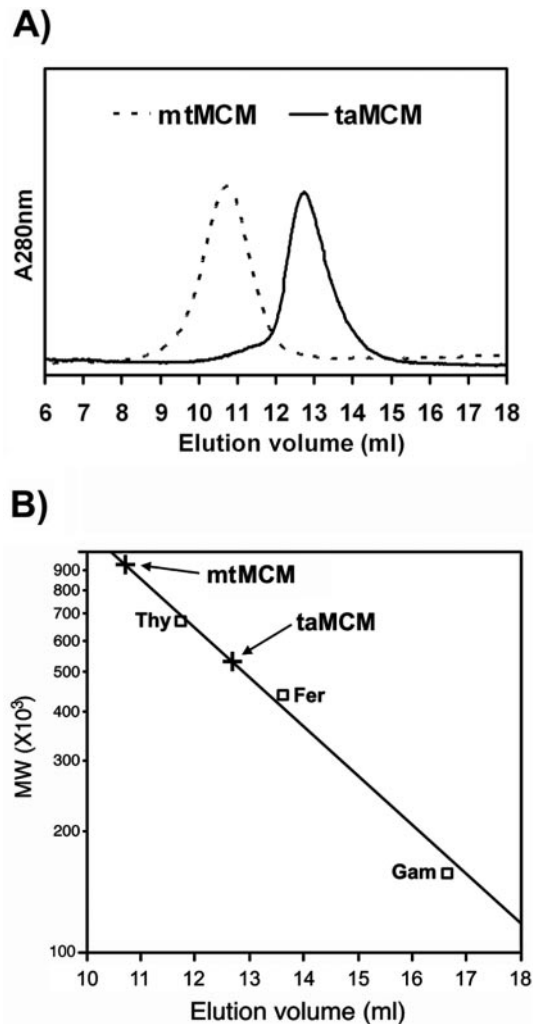 A)
mtMCM taMCM
A280nm
6 7 8 9 10 11 12 13 14 15 16 17 18
Elution volume (ml)
B)
900
800
700
600
500
400
300
200
100
MW (X10³)
mtMCM
Thy
taMCM
Fer
Gam
10 11 12 13 14 15 16 17 18
Elution volume (ml)